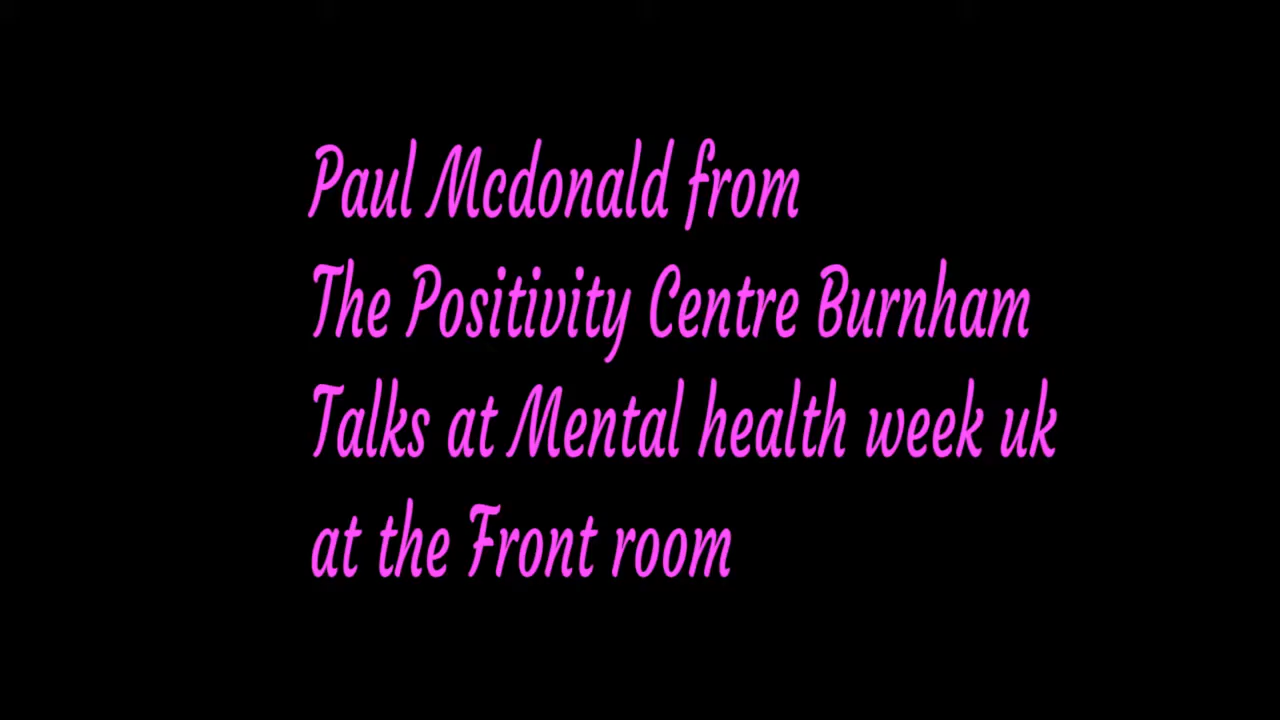 Paul Mcdonald from
The Positivity Centre Burnham
Talks at Mental health week uk
at the Front room